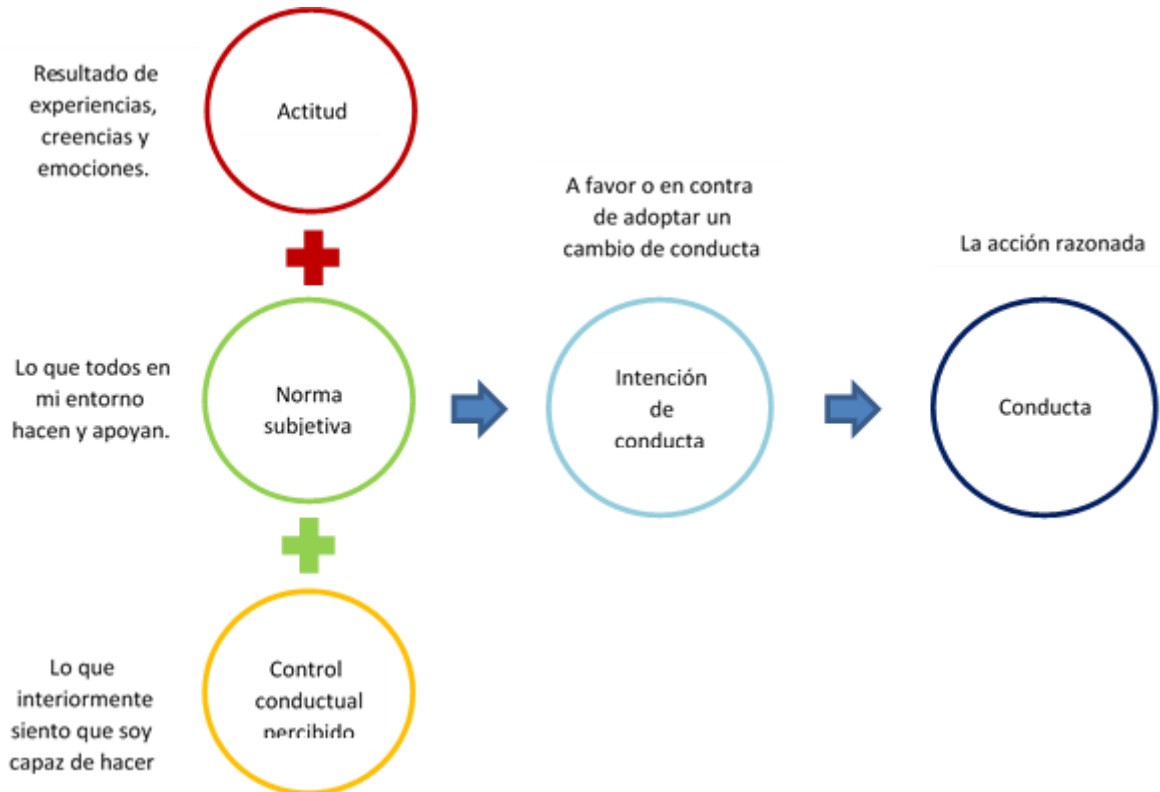 Resultado de
experiencias,
creencias y
emociones.
Actitud
A favor o en contra
de adoptar un
cambio de conducta
La acción razonada
Lo que todos en
mi entorno
hacen y apoyan.
Norma
subjetiva
Intención
de
conducta
Conducta
Lo que
interiormente
siento que soy
capaz de hacer
Control
conductual
percibido